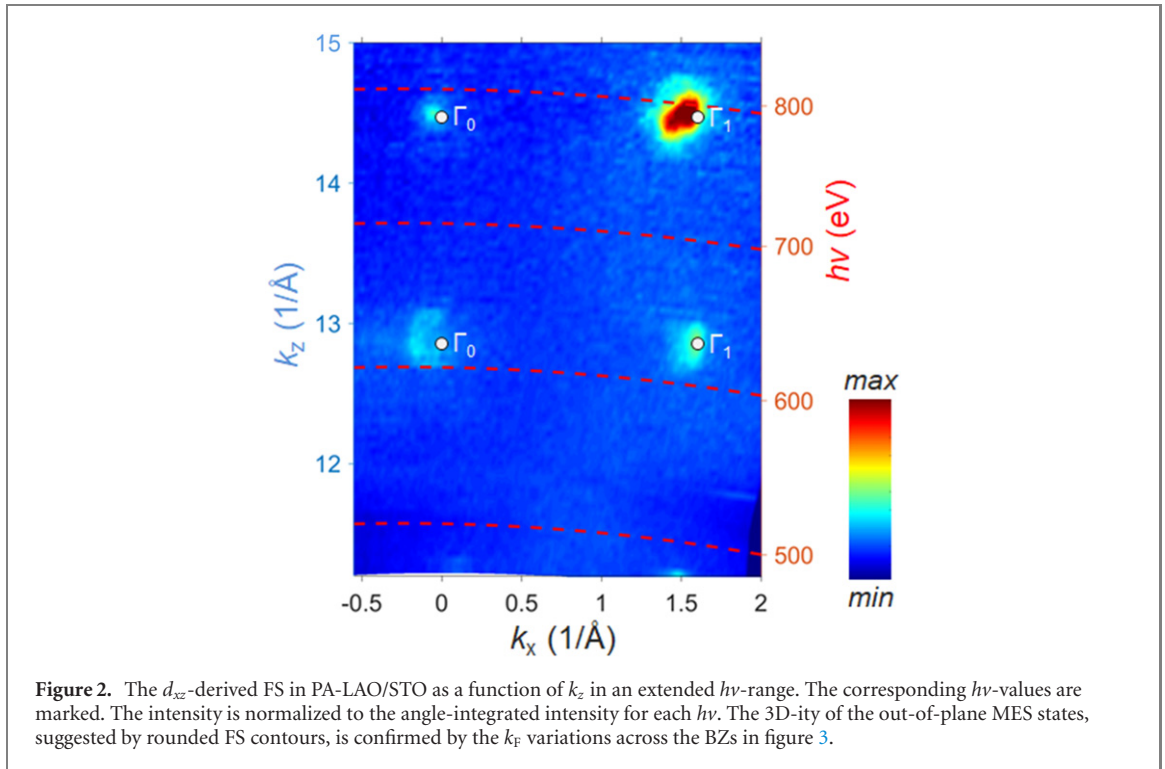 15
14
13
12
k_z (1/Å)
Γ_0
Γ_1
Γ_0
Γ_1
800
700
600
500
hν (eV)
max
min
-0.5 0 0.5 1 1.5 2
k_x (1/Å)
Figure 2. The d_xz-derived FS in PA-LAO/STO as a function of k_z in an extended hν-range. The corresponding hν-values are
marked. The intensity is normalized to the angle-integrated intensity for each hν. The 3D-ity of the out-of-plane MES states,
suggested by rounded FS contours, is confirmed by the k_F variations across the BZs in figure 3.